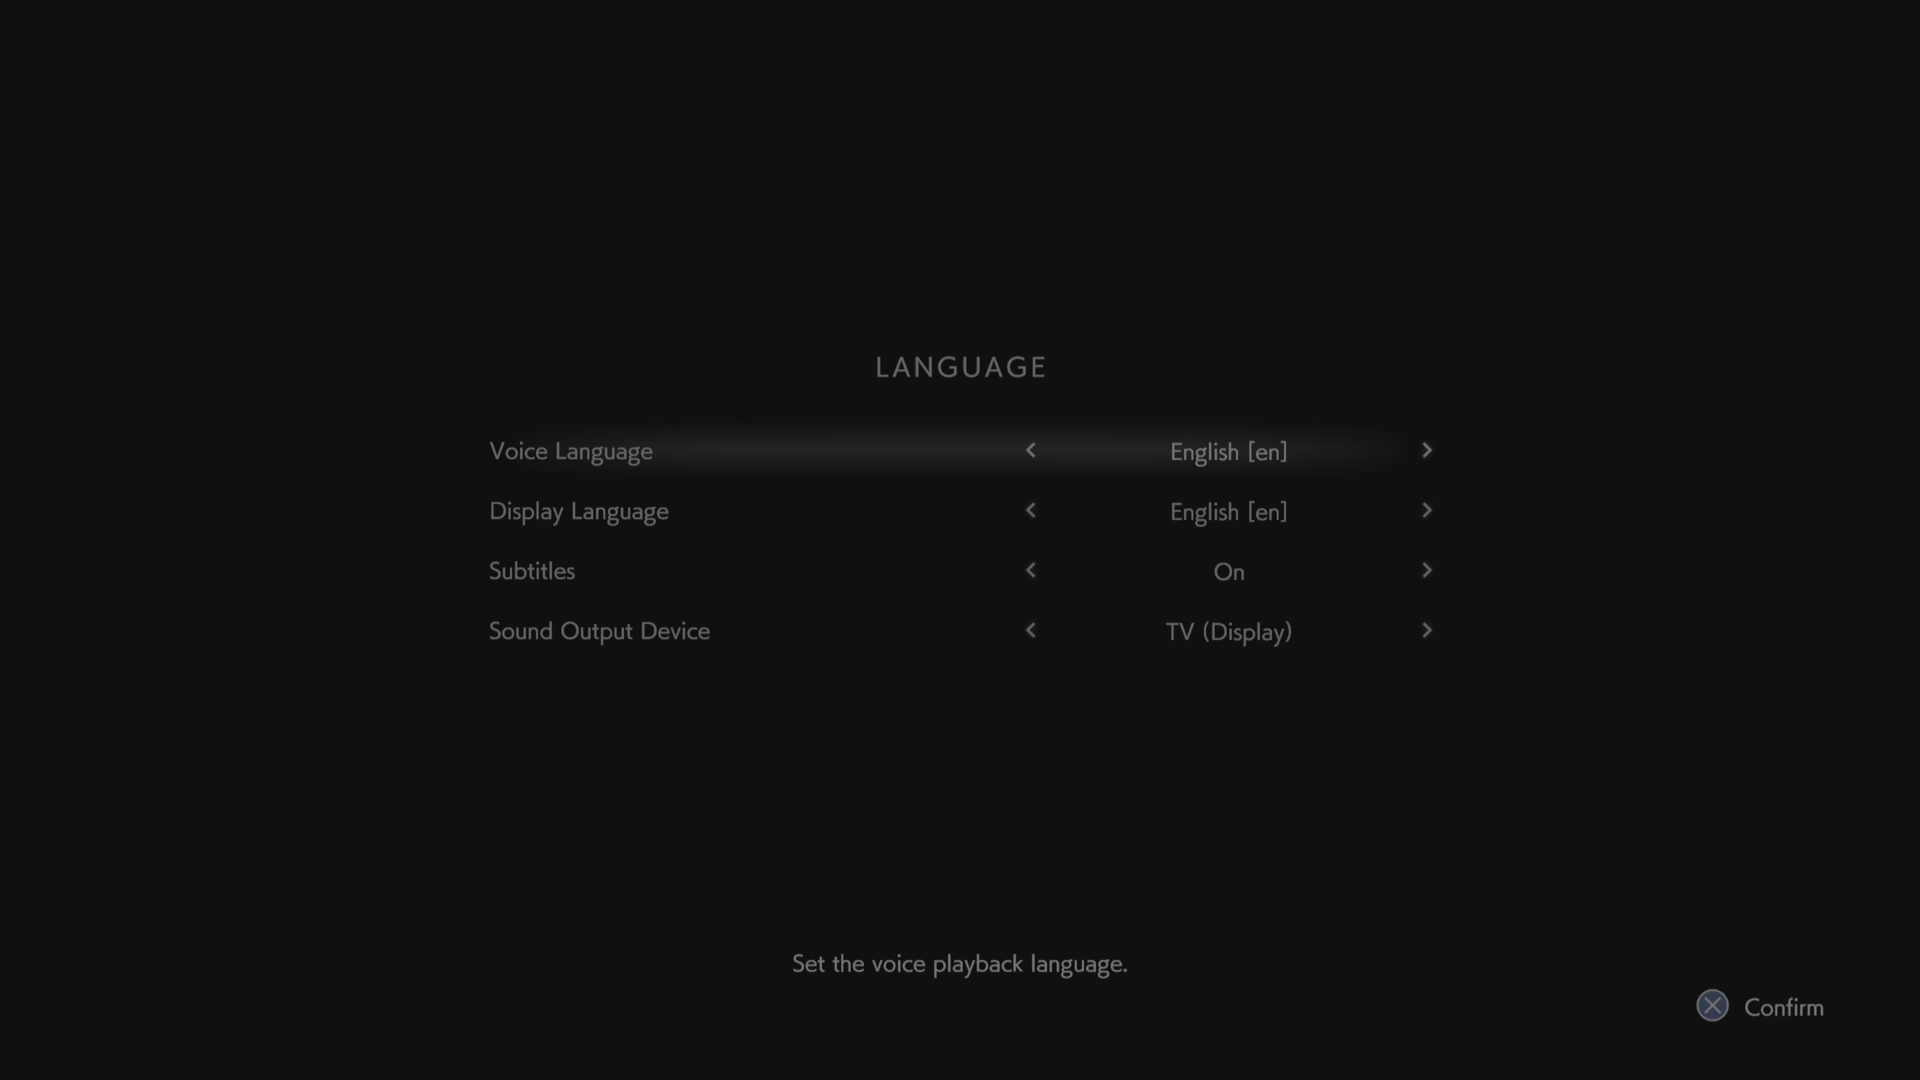 LANGUAGE
Voice Language < English [en] >
Display Language < English [en] >
Subtitles < On >
Sound Output Device < TV (Display) >
Set the voice playback language.
Confirm